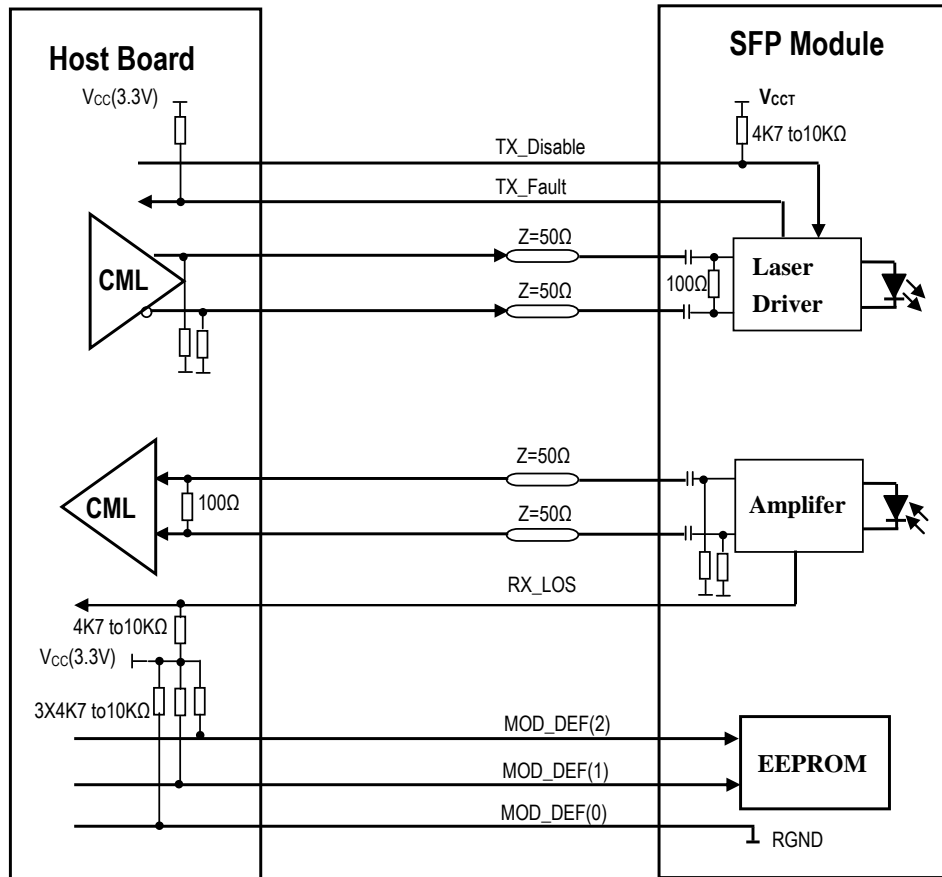 Host Board
SFP Module
VCC(3.3V)
VCCT
4K7 to10KΩ
TX_Disable
TX_Fault
CML
Z=50Ω
Z=50Ω
100Ω
Laser
Driver
CML
100Ω
Z=50Ω
Z=50Ω
Amplifer
RX_LOS
4K7 to10KΩ
VCC(3.3V)
3X4K7 to10KΩ
MOD_DEF(2)
MOD_DEF(1)
MOD_DEF(0)
EEPROM
RGND